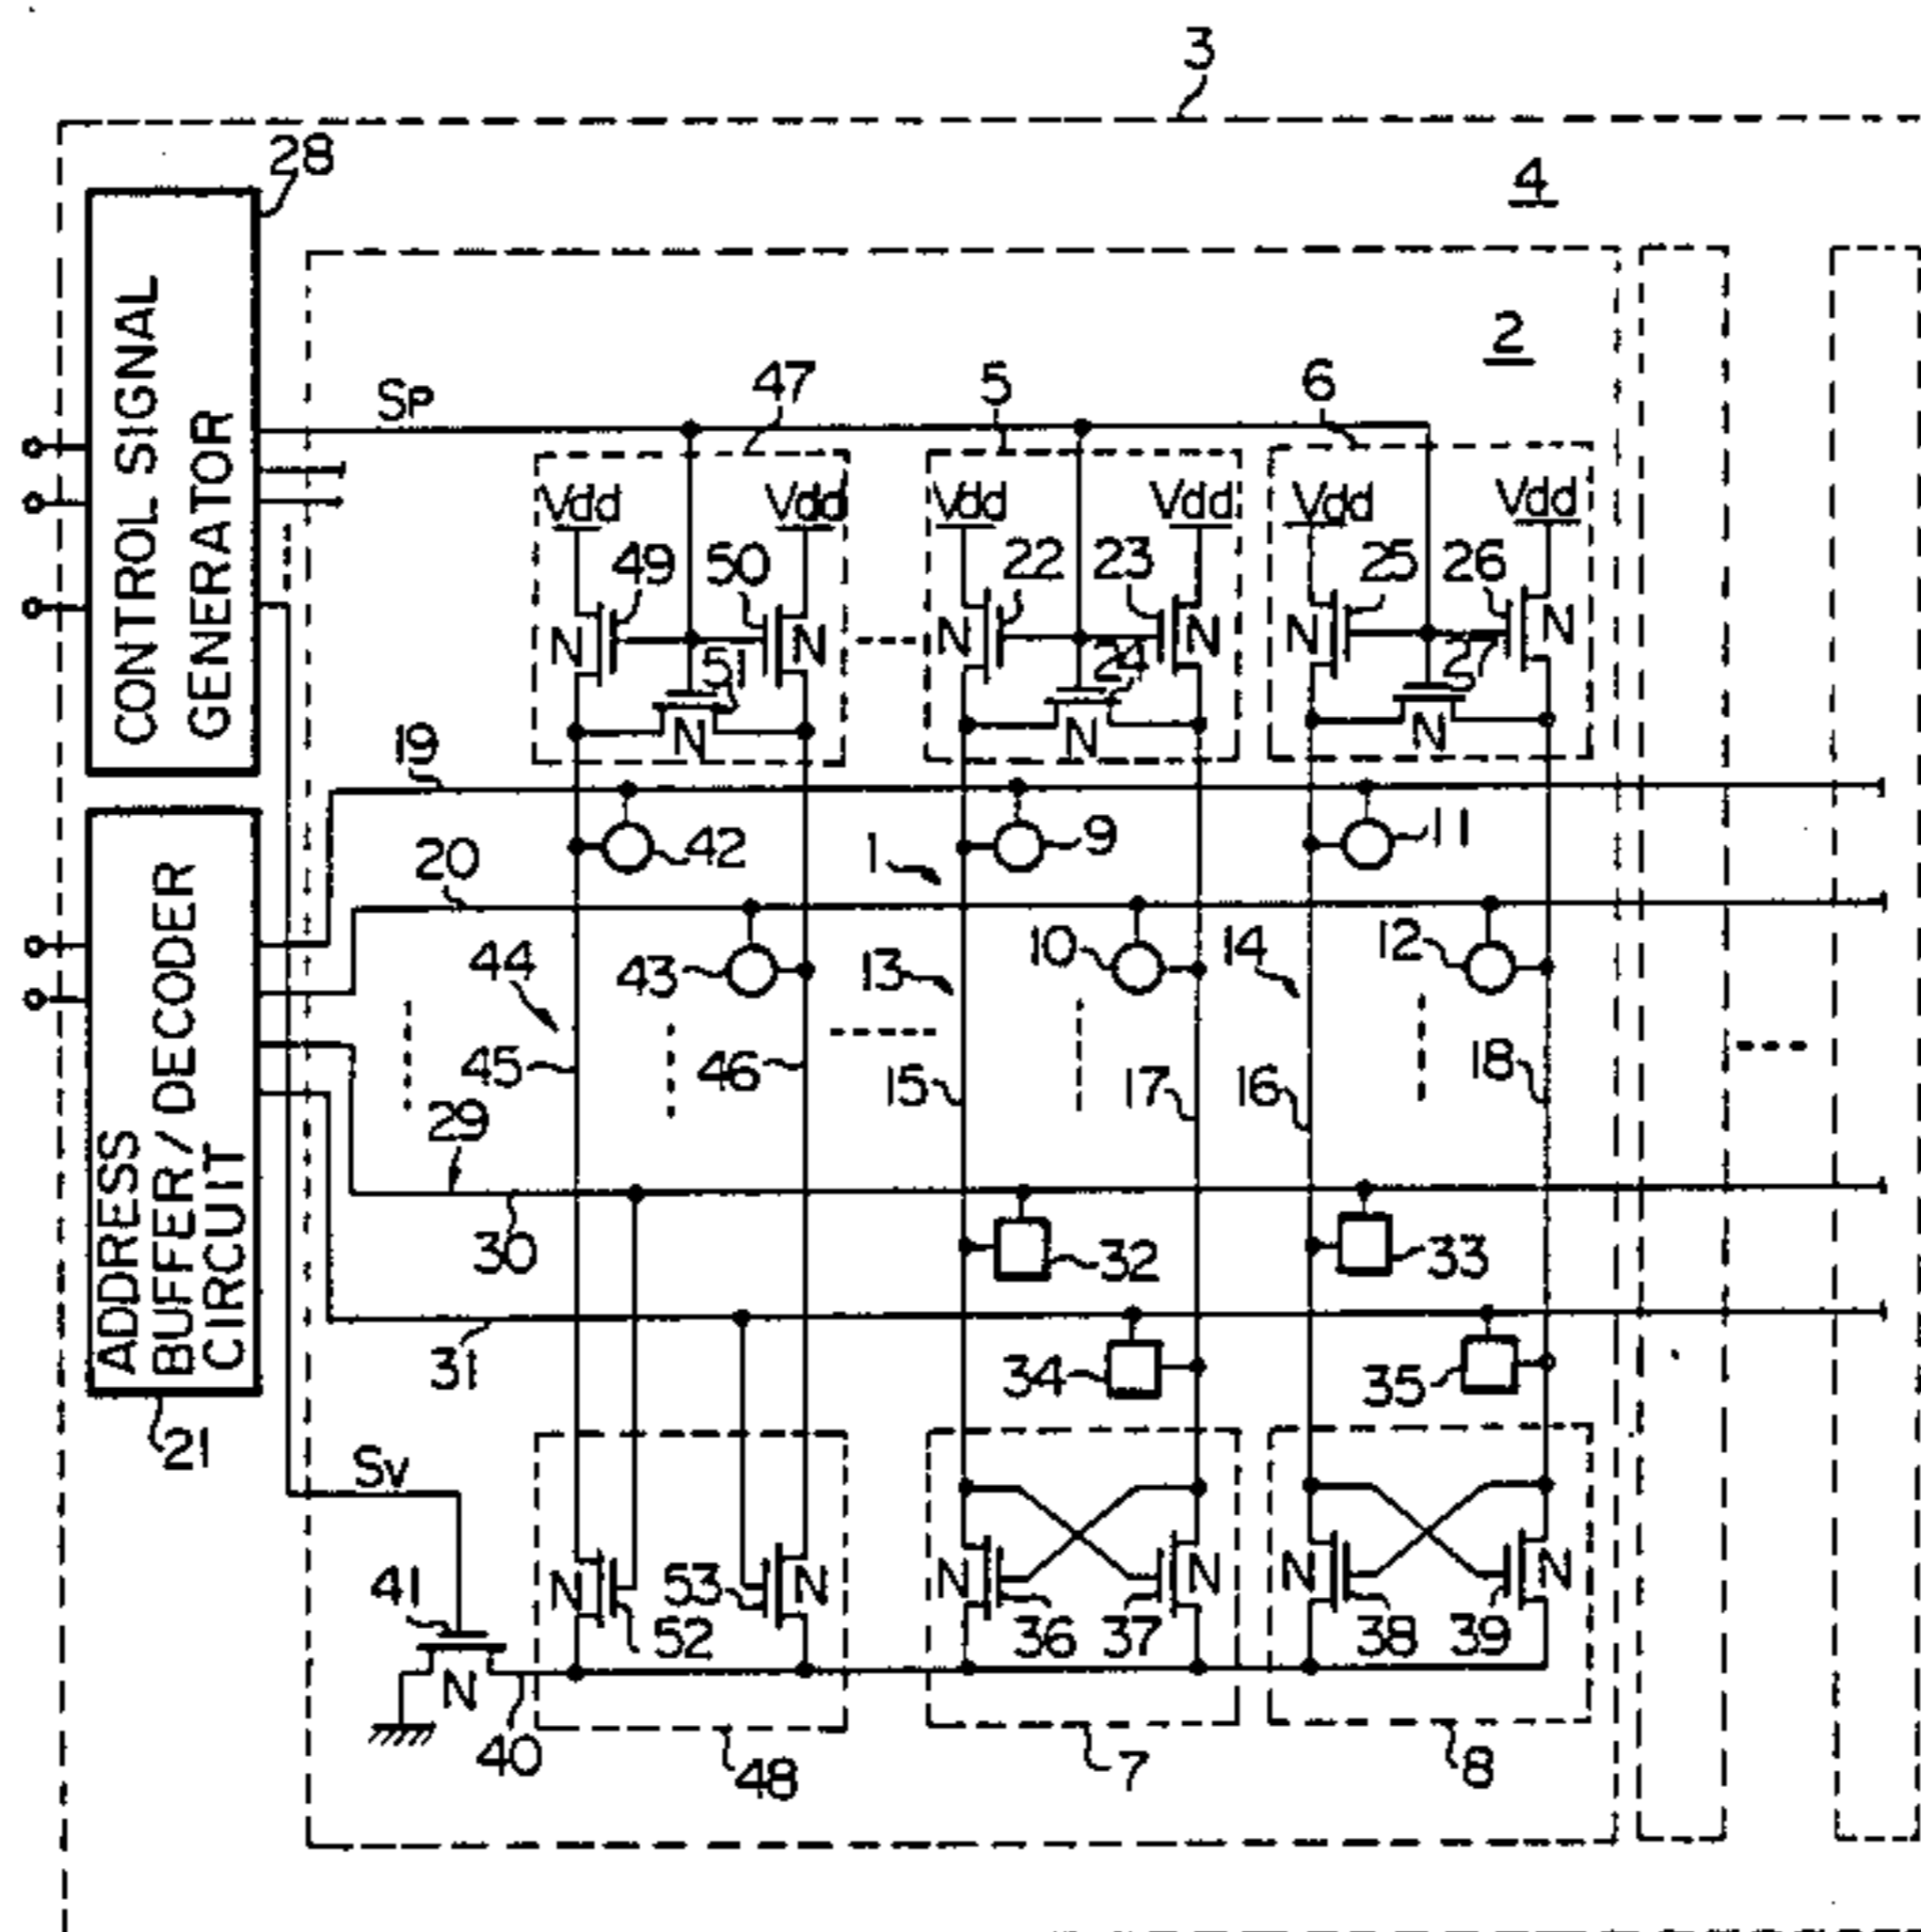 3
28
4
CONTROL SIGNAL
GENERATOR
2
Sp
47
5
6
Vdd
Vdd
Vdd
Vdd
Vdd
Vdd
49
50
22
23
25
26
N
N
N
N
N
N
51
24
27
N
N
N
19
42
9
11
1
20
ADDRESS
BUFFER/DECODER
CIRCUIT
44
43
13
10
14
12
45
46
15
17
16
18
29
30
32
33
31
34
35
21
Sv
41
N
N
53
N
N
N
N
52
36
37
38
39
N
40
48
7
8